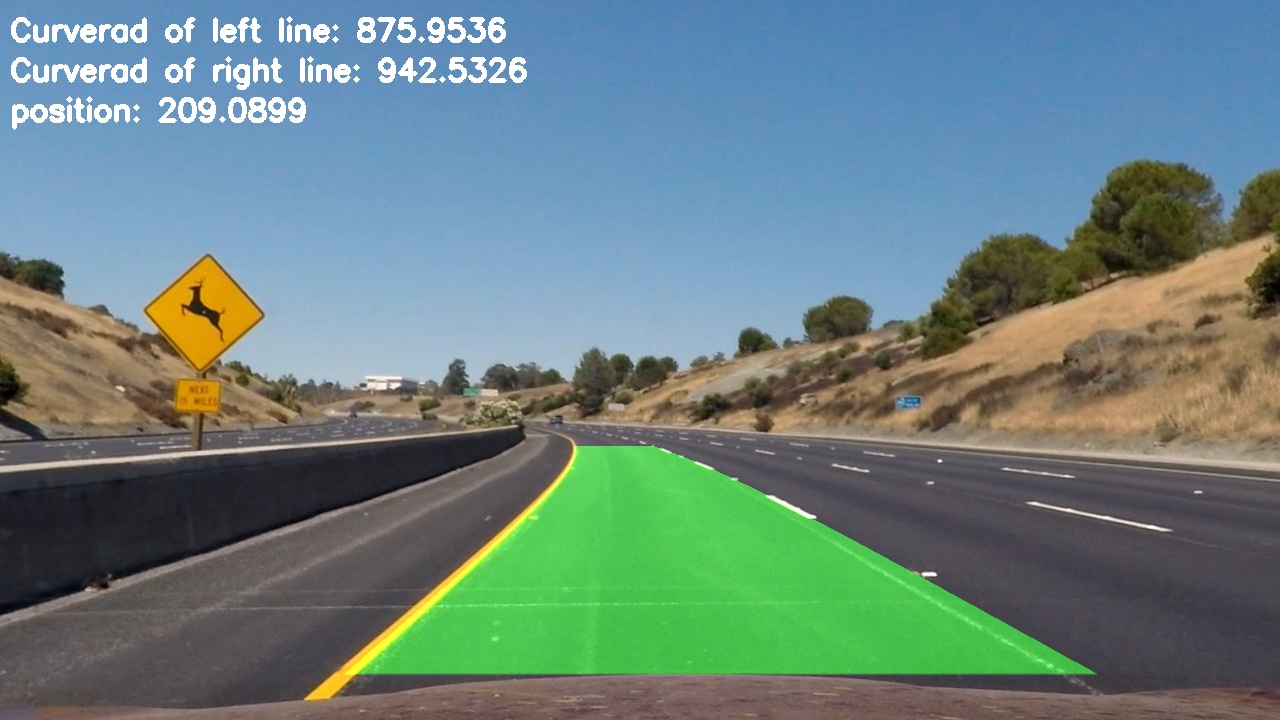 Curverad of left line: 875.9536
Curverad of right line: 942.5326
position: 209.0899
NEXT
15 MILES